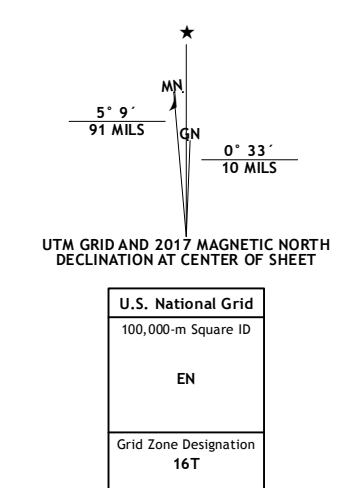 ★
MN
5° 9´
91 MILS
GN
0° 33´
10 MILS
UTM GRID AND 2017 MAGNETIC NORTH
DECLINATION AT CENTER OF SHEET
U.S. National Grid
100,000-m Square ID
EN
Grid Zone Designation
16T